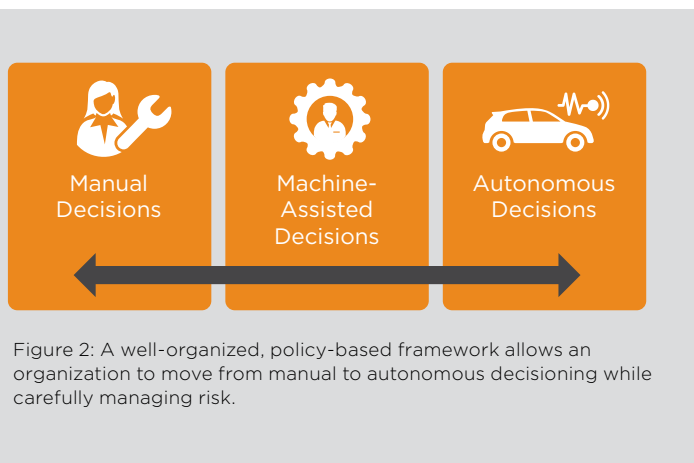 Manual
Decisions
Machine-
Assisted
Decisions
Autonomous
Decisions
Figure 2: A well-organized, policy-based framework allows an
organization to move from manual to autonomous decisioning while
carefully managing risk.